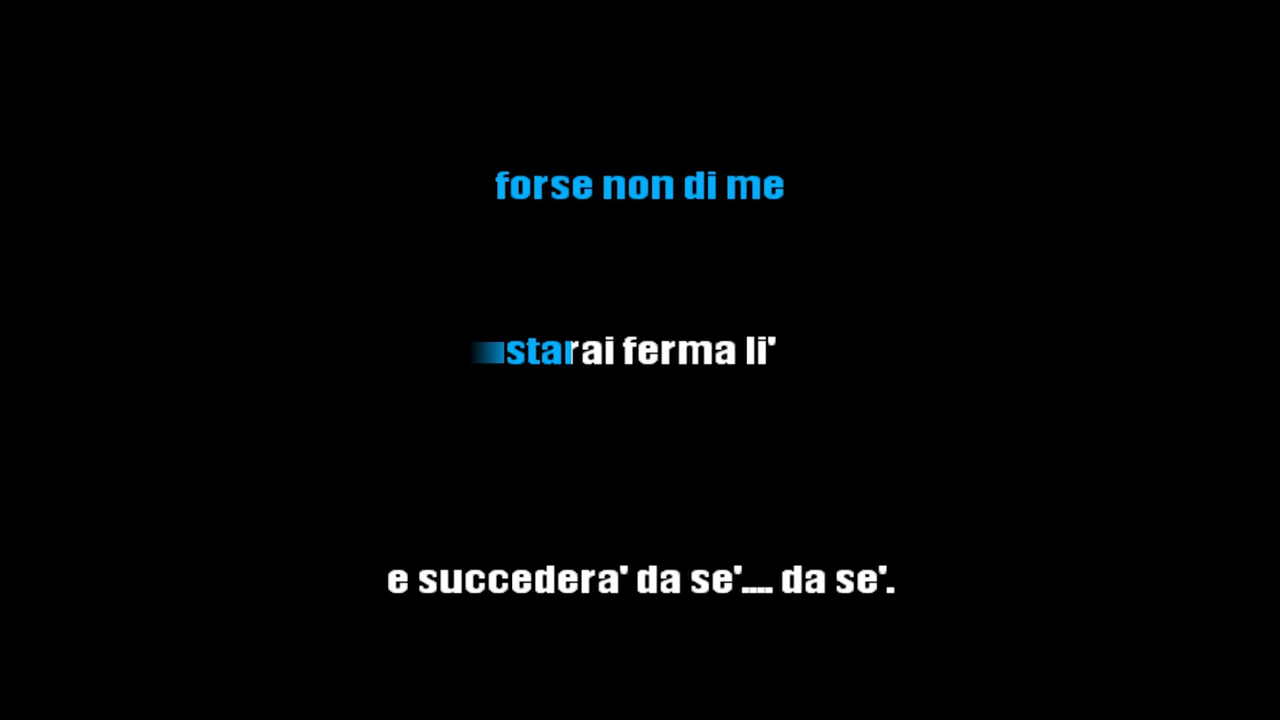 forse non di me
starai ferma li'
e succedera' da se'.... da se'.